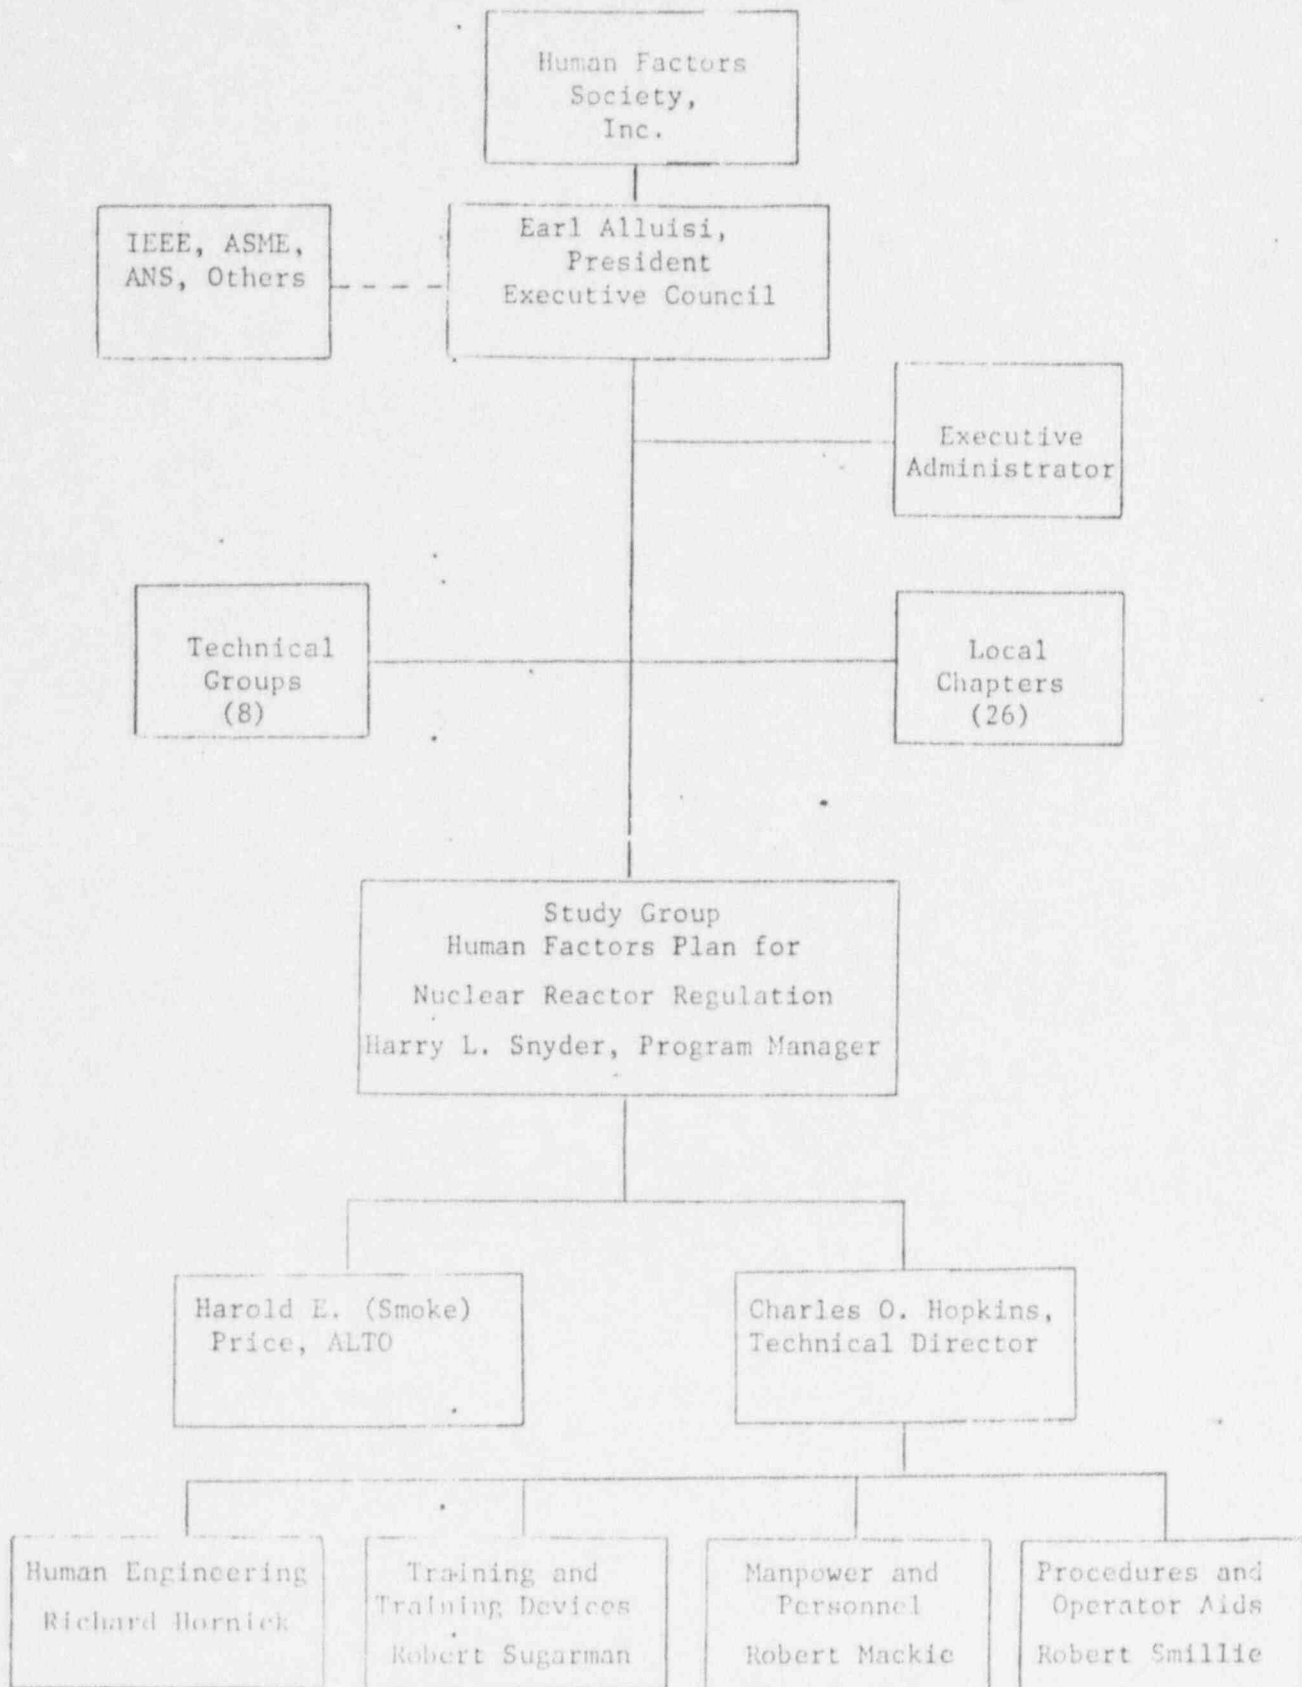 Human Factors
Society,
Inc.
IEEE, ASME,
ANS, Others
Earl Alluisi,
President
Executive Council
Executive
Administrator
Technical
Groups
(8)
Local
Chapters
(26)
Study Group
Human Factors Plan for
Nuclear Reactor Regulation
Harry L. Snyder, Program Manager
Harold E. (Smoke)
Price, ALTO
Charles O. Hopkins,
Technical Director
Human Engineering
Richard Hornick
Training and
Training Devices
Robert Sugarman
Manpower and
Personnel
Robert Mackie
Procedures and
Operator Aids
Robert Smillie